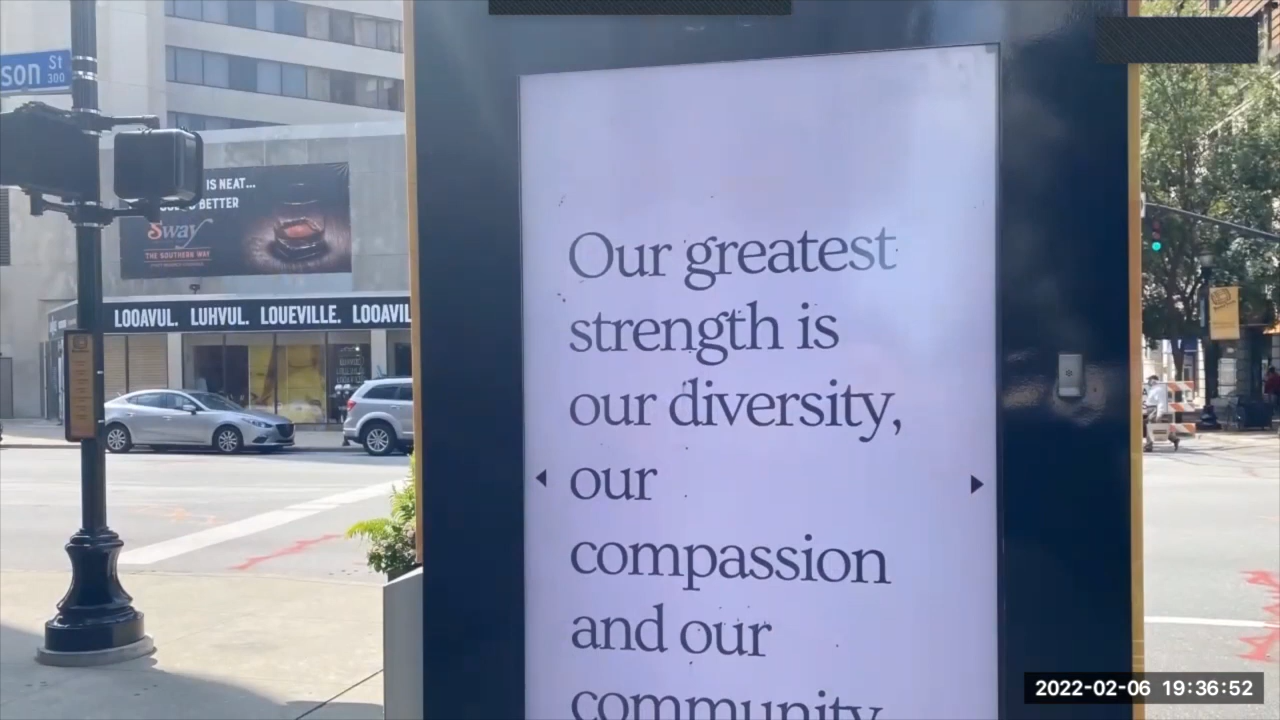 son St
300
IS NEAT...
BETTER
Sway
THE SOUTHERN WAY
LOOAVUL. LUHVUL. LOUEVILLE. LOOAVIL
Our greatest
strength is
our diversity,
our
compassion
and our
community
2022-02-06 19:36:52